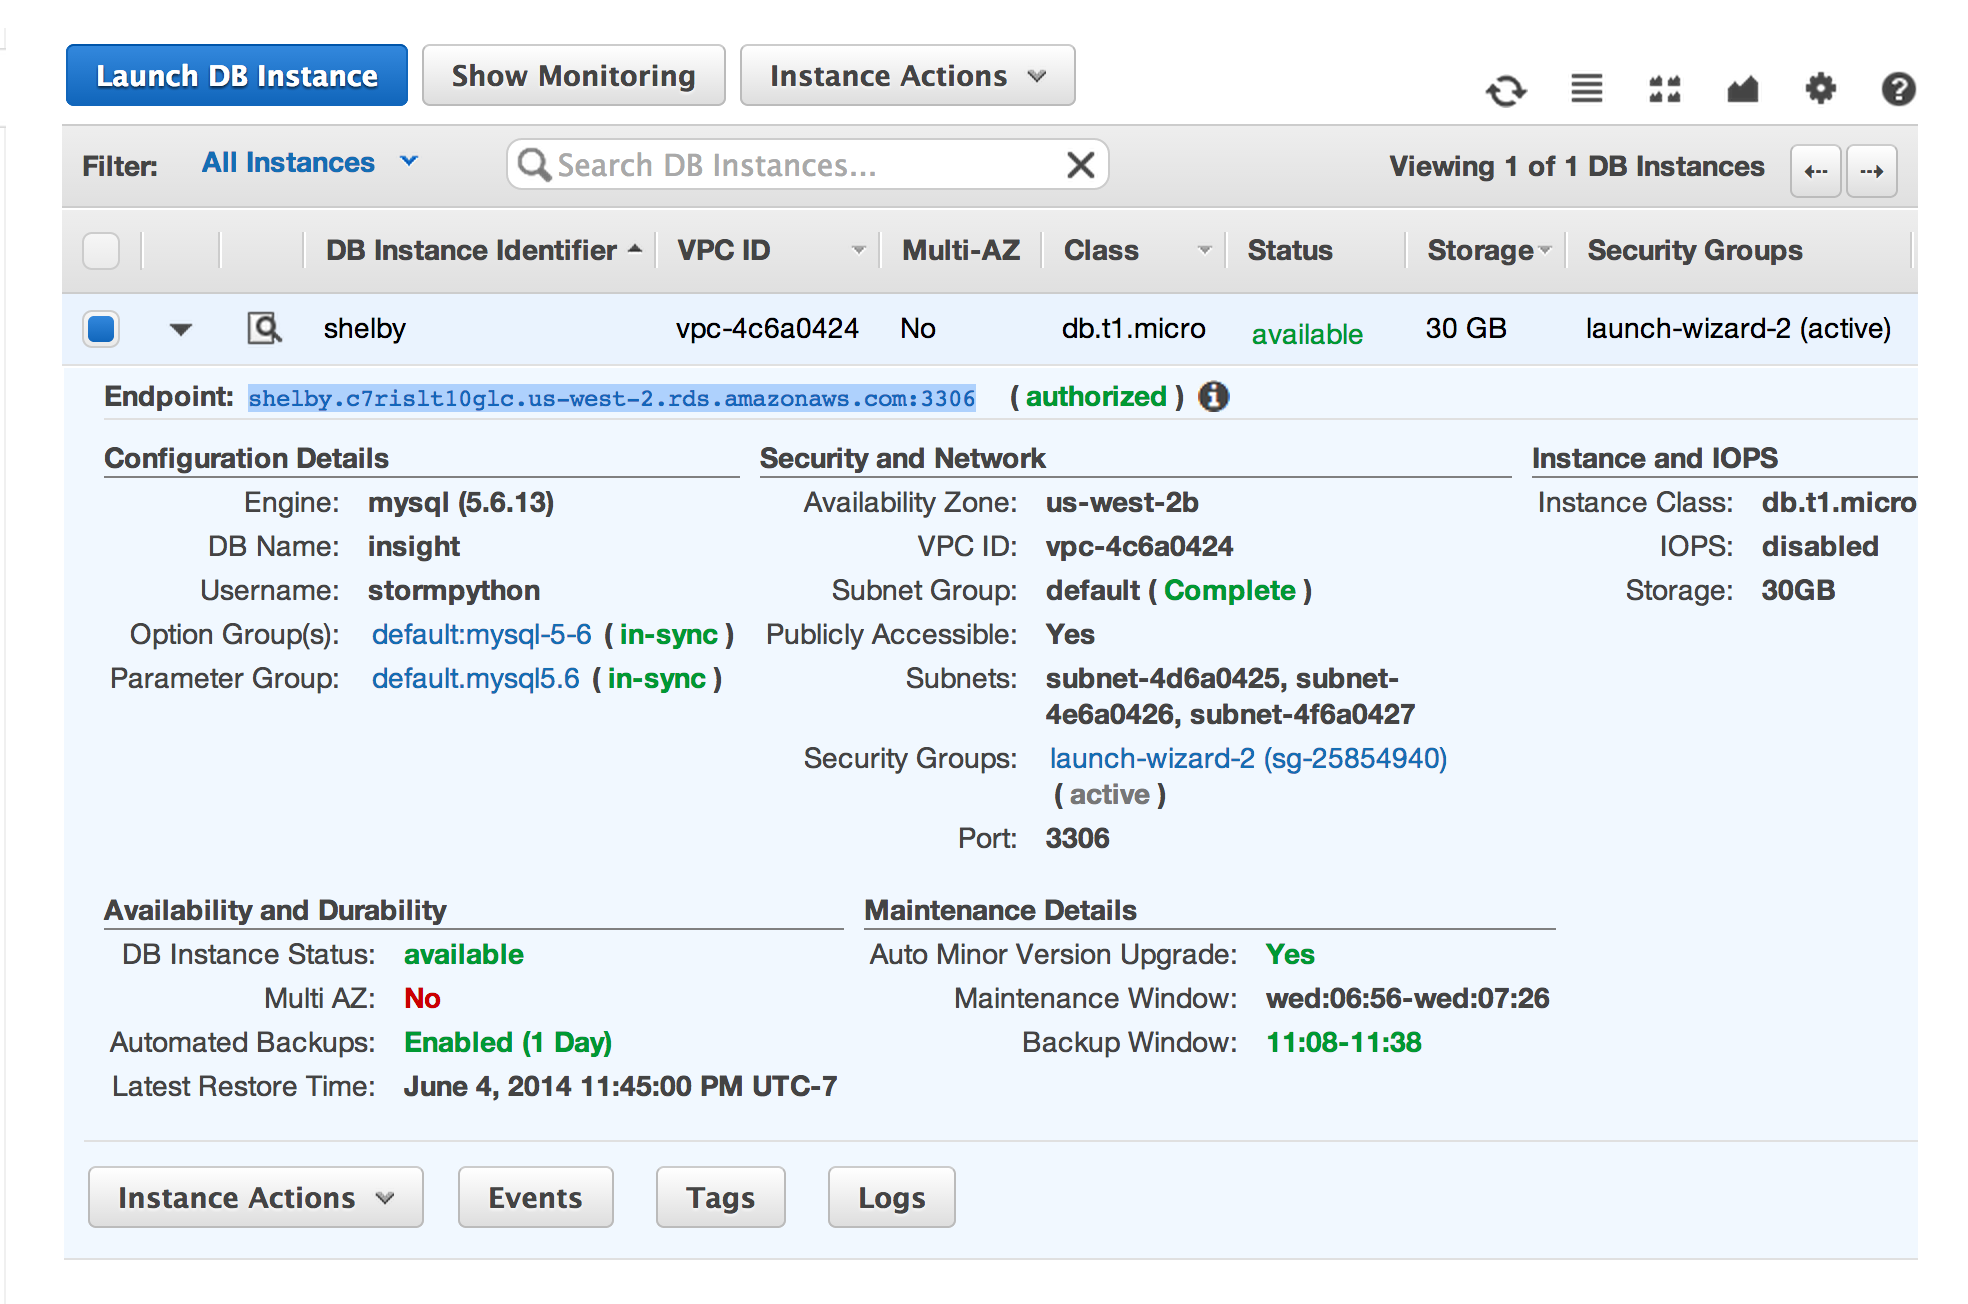 Launch DB Instance Show Monitoring Instance Actions
Filter: All Instances Search DB Instances... Viewing 1 of 1 DB Instances
DB Instance Identifier VPC ID Multi-AZ Class Status Storage Security Groups
shelby vpc-4c6a0424 No db.t1.micro available 30 GB launch-wizard-2 (active)
Endpoint: shelby.c7rislt10glc.us-west-2.rds.amazonaws.com:3306 ( authorized )
Configuration Details
Engine: mysql (5.6.13)
DB Name: insight
Username: stormpython
Option Group(s): default:mysql-5-6 ( in-sync )
Parameter Group: default.mysql5.6 ( in-sync )
Security and Network
Availability Zone: us-west-2b
VPC ID: vpc-4c6a0424
Subnet Group: default ( Complete )
Publicly Accessible: Yes
Subnets: subnet-4d6a0425, subnet-
4e6a0426, subnet-4f6a0427
Security Groups: launch-wizard-2 (sg-25854940)
( active )
Port: 3306
Instance and IOPS
Instance Class: db.t1.micro
IOPS: disabled
Storage: 30GB
Availability and Durability
DB Instance Status: available
Multi AZ: No
Automated Backups: Enabled (1 Day)
Latest Restore Time: June 4, 2014 11:45:00 PM UTC-7
Maintenance Details
Auto Minor Version Upgrade: Yes
Maintenance Window: wed:06:56-wed:07:26
Backup Window: 11:08-11:38
Instance Actions Events Tags Logs